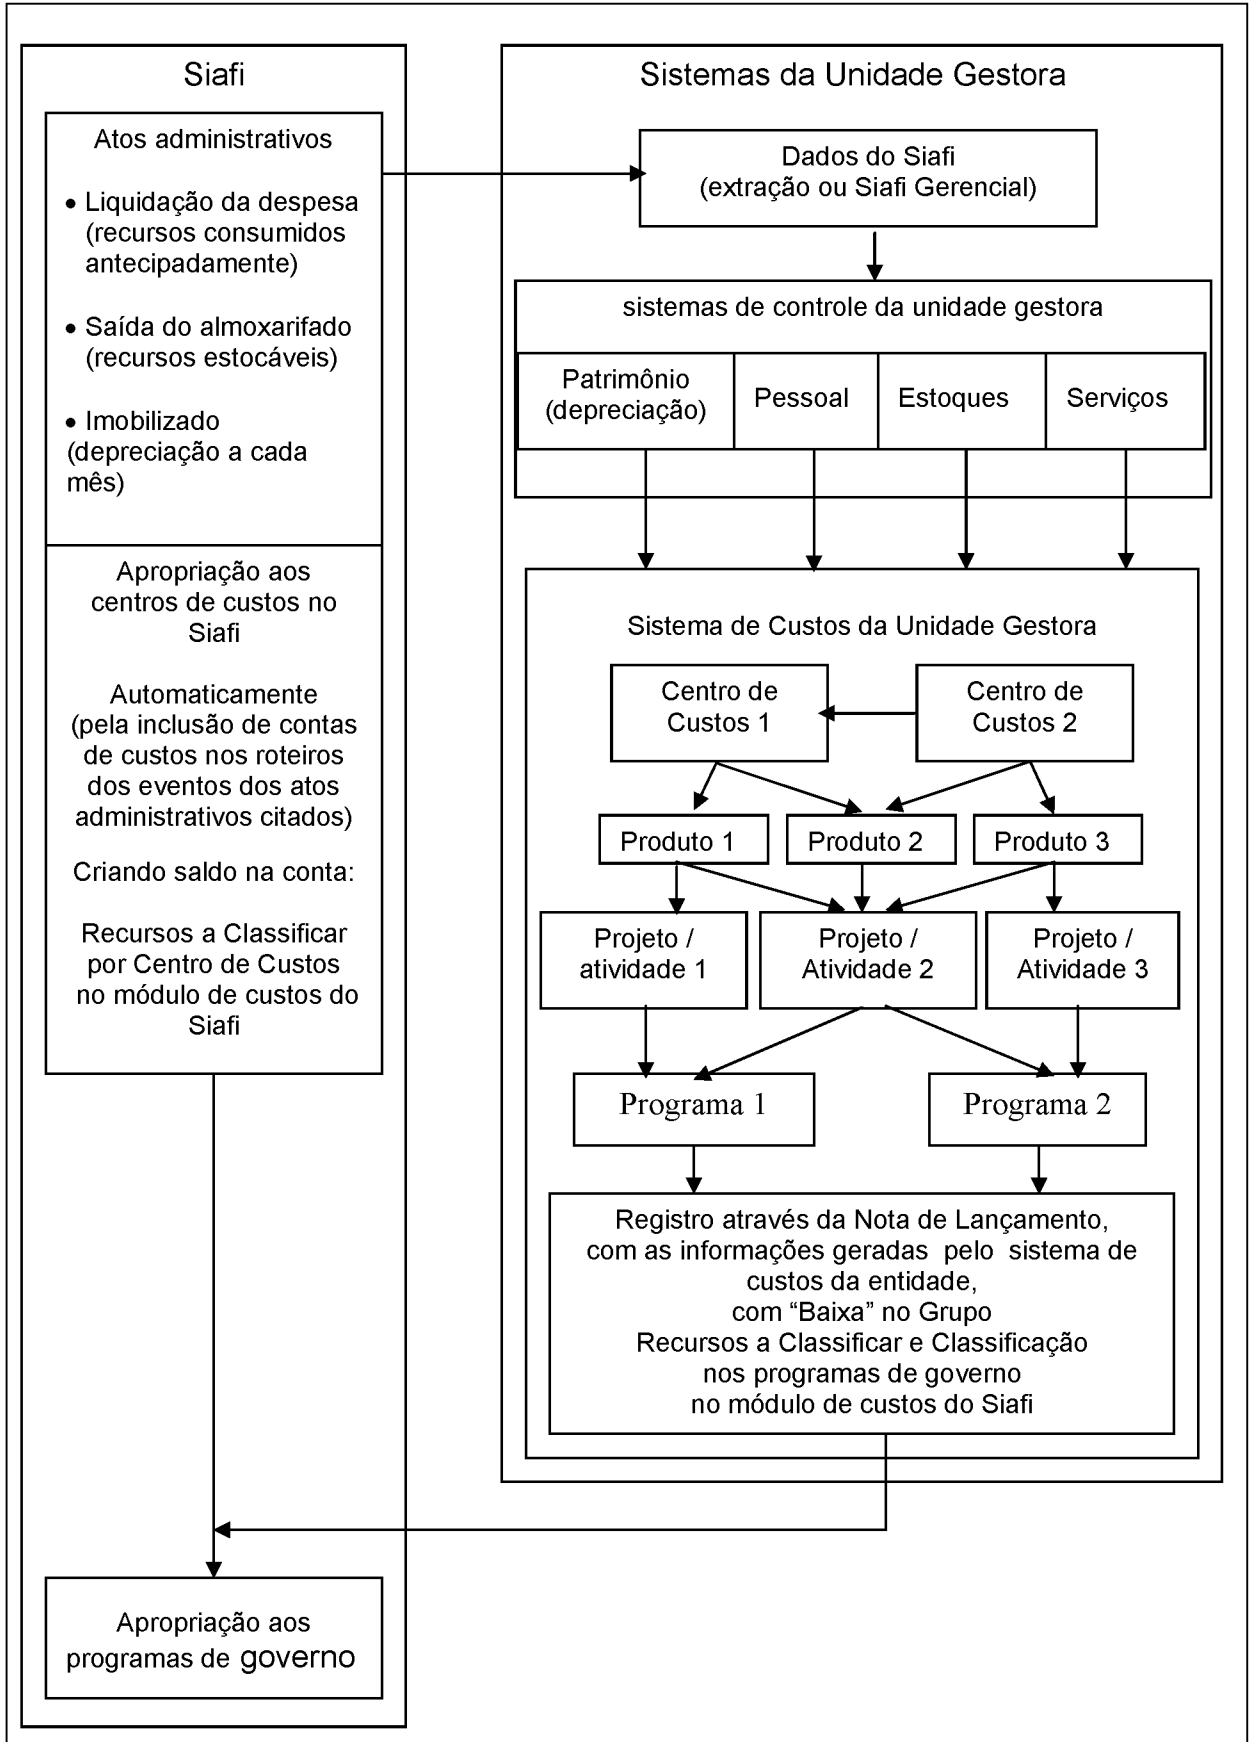 Siafi
Atos administrativos
• Liquidação da despesa
(recursos consumidos
antecipadamente)
• Saída do almoxarifado
(recursos estocáveis)
• Imobilizado
(depreciação a cada
mês)
Apropriação aos
centros de custos no
Siafi
Automaticamente
(pela inclusão de contas
de custos nos roteiros
dos eventos dos atos
administrativos citados)
Criando saldo na conta:
Recursos a Classificar
por Centro de Custos
no módulo de custos do
Siafi
Apropriação aos
programas de governo
Sistemas da Unidade Gestora
Dados do Siafi
(extração ou Siafi Gerencial)
sistemas de controle da unidade gestora
Patrimônio
(depreciação)
Pessoal
Estoques
Serviços
Sistema de Custos da Unidade Gestora
Centro de
Custos 1
Centro de
Custos 2
Produto 1
Produto 2
Produto 3
Projeto /
atividade 1
Projeto /
Atividade 2
Projeto /
Atividade 3
Programa 1
Programa 2
Registro através da Nota de Lançamento,
com as informações geradas pelo sistema de
custos da entidade,
com “Baixa” no Grupo
Recursos a Classificar e Classificação
nos programas de governo
no módulo de custos do Siafi